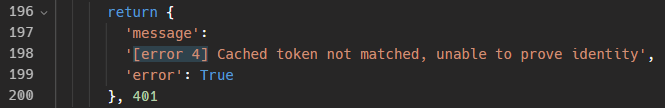 196 return {
197 'message':
198 '[error 4] Cached token not matched, unable to prove identity',
199 'error': True
200 }, 401